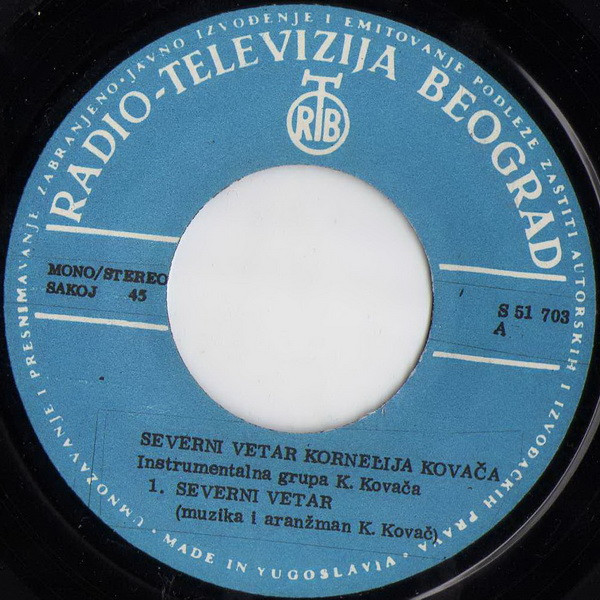 UMNOŽAVANJE I PRESNIMAVANJE ZABRANJENO • JAVNO IZVOĐENJE I EMITOVANJE PODLEŽE ZAŠTITI AUTORSKIH I IZVOĐAČKIH PRAVA •
RADIO-TELEVIZIJA BEOGRAD
RTB
MONO/STEREO
SAKOJ 45
S 51 703
A
SEVERNI VETAR KORNELIJA KOVAČA
Instrumentalna grupa K. Kovača
1. SEVERNI VETAR
(muzika i aranžman K. Kovač)
MADE IN YUGOSLAVIA